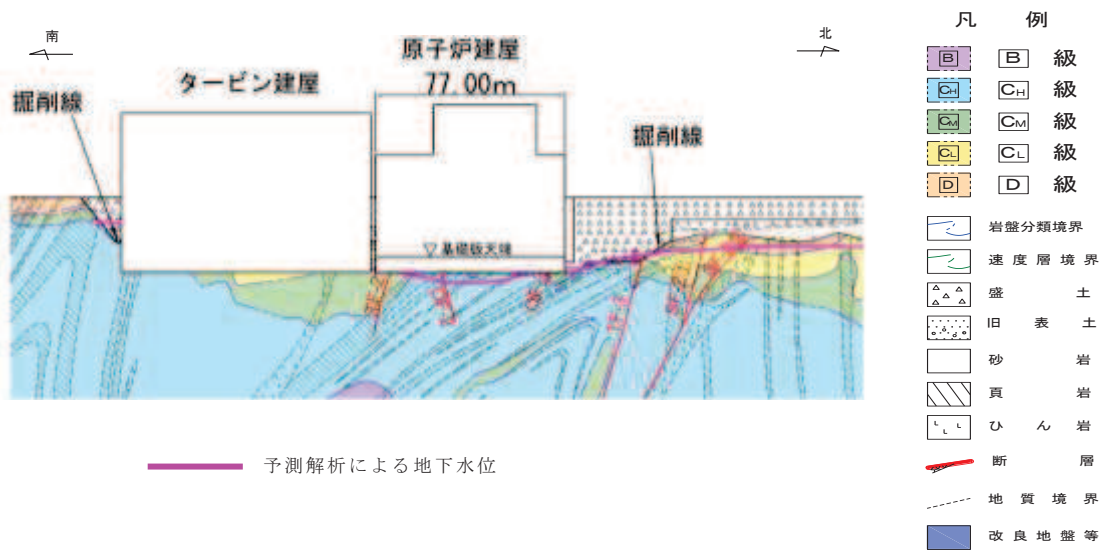 南
北
原子炉建屋
77.00m
タービン建屋
掘削線
掘削線
▽基礎版天端
予測解析による地下水位
凡 例
B B 級
CH CH 級
CM CM 級
CL CL 級
D D 級
岩盤分類境界
速度層境界
盛土
旧表土
砂岩
頁岩
ひん岩
断層
地質境界
改良地盤等